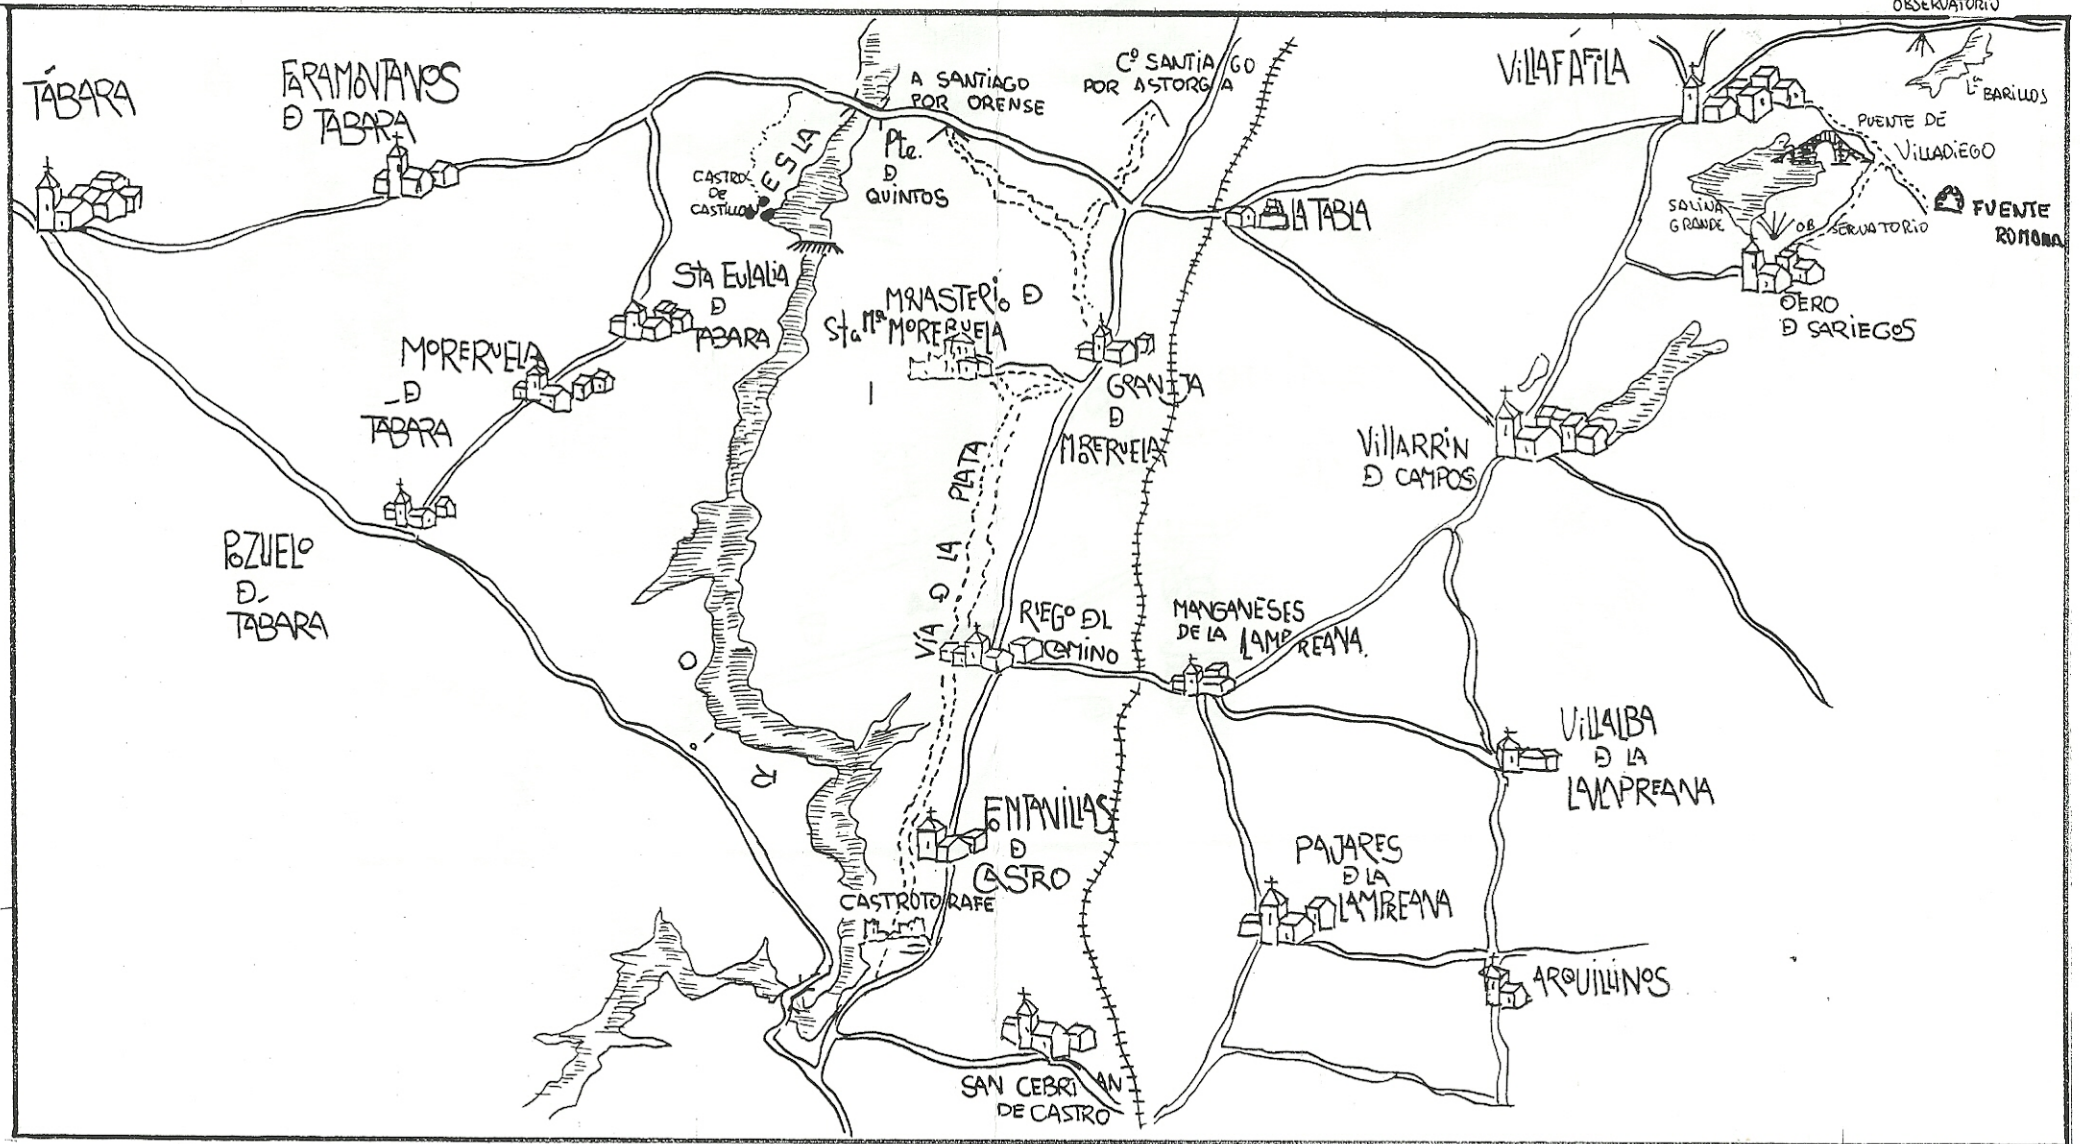 OBSERVATORIO
TÁBARA
FARAMONTANOS
D TABARA
A SANTIAGO
POR ORENSE
Cº SANTIAGO
POR ASTORGA
VILLAFÁFILA
Lª BARILLOS
PUENTE DE
VILLADIEGO
FUENTE
ROMANA
SALINA
GRANDE
OBSERVATORIO
OTERO
D SARIEGOS
ESLA
CASTRO
DE
CASTILLÓN
Pte.
D
QUINTOS
LA TABLA
Sta EULALIA
D
TABARA
MONASTERIO D
Sta Mª MORERUELA
MORERUELA
D
TABARA
GRANJA
D
MORERUELA
VILLARRIN
D CAMPOS
POZUELO
D
TABARA
VÍA D LA PLATA
RIEGO DL
CAMINO
MANGANESES
DE LA LAMPREANA.
RIO
VILLALBA
D LA
LAMPREANA
FONTANILLAS
D
CASTRO
PAJARES
D LA
LAMPREANA
CASTROTORAFE
ARQUILLINOS
SAN CEBRIAN
DE CASTRO